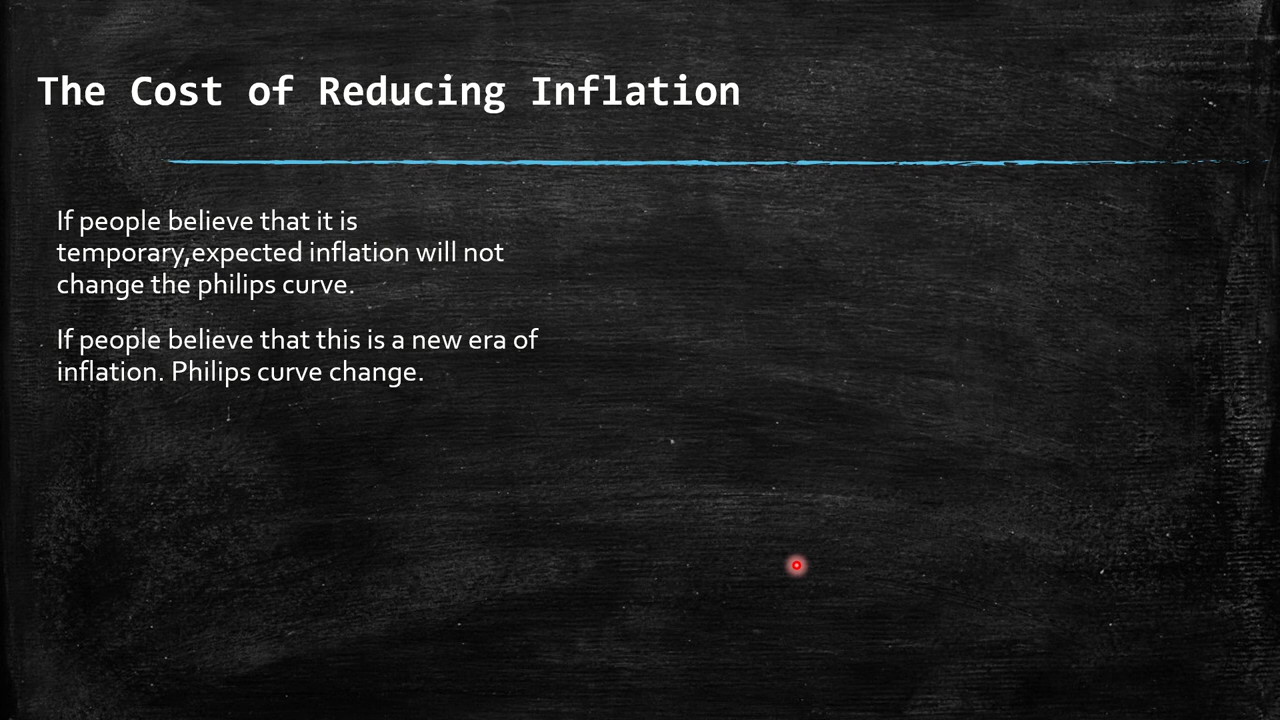 The Cost of Reducing Inflation
If people believe that it is
temporary,expected inflation will not
change the philips curve.
If people believe that this is a new era of
inflation. Philips curve change.